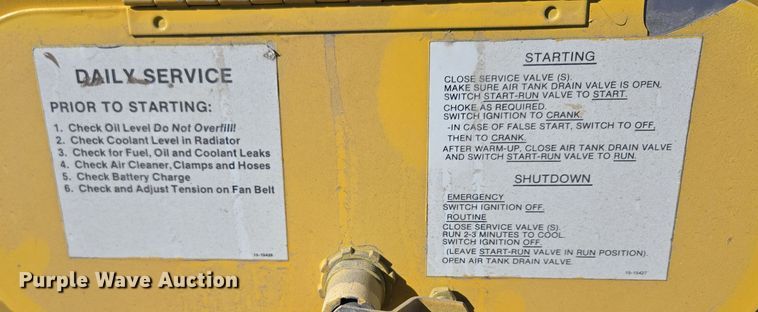 DAILY SERVICE
PRIOR TO STARTING:
1. Check Oil Level Do Not Overfill!
2. Check Coolant Level in Radiator
3. Check for Fuel, Oil and Coolant Leaks
4. Check Air Cleaner, Clamps and Hoses
5. Check Battery Charge
6. Check and Adjust Tension on Fan Belt
15-15426
STARTING
CLOSE SERVICE VALVE (S).
MAKE SURE AIR TANK DRAIN VALVE IS OPEN,
SWITCH START-RUN VALVE TO START.
CHOKE AS REQUIRED.
SWITCH IGNITION TO CRANK.
-IN CASE OF FALSE START, SWITCH TO OFF,
THEN TO CRANK.
AFTER WARM-UP, CLOSE AIR TANK DRAIN VALVE
AND SWITCH START-RUN VALVE TO RUN.
SHUTDOWN
EMERGENCY
SWITCH IGNITION OFF.
ROUTINE
CLOSE SERVICE VALVE (S).
RUN 2-3 MINUTES TO COOL.
SWITCH IGNITION OFF.
(LEAVE START-RUN VALVE IN RUN POSITION).
OPEN AIR TANK DRAIN VALVE.
15-15427
Purple Wave Auction